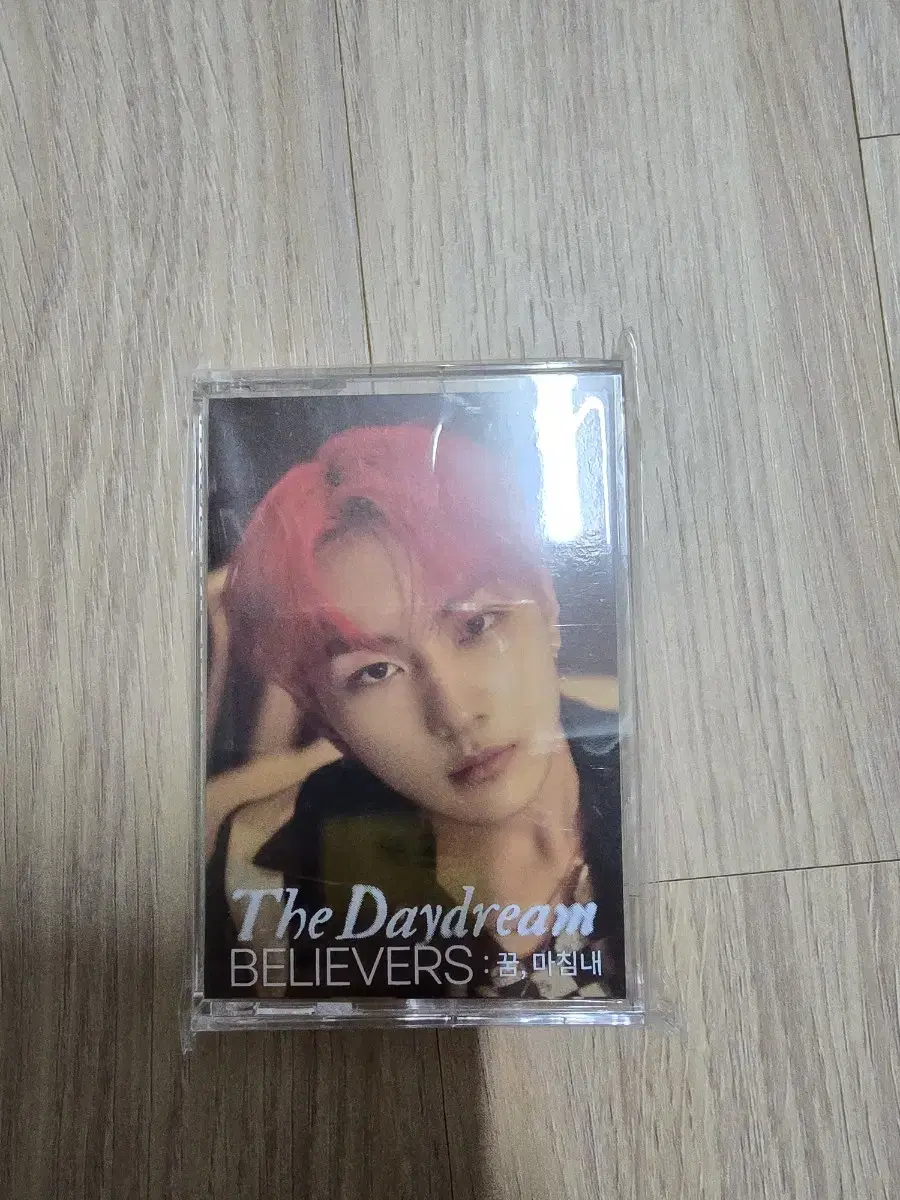 The Daydream
BELIEVERS : 꿈, 마침내